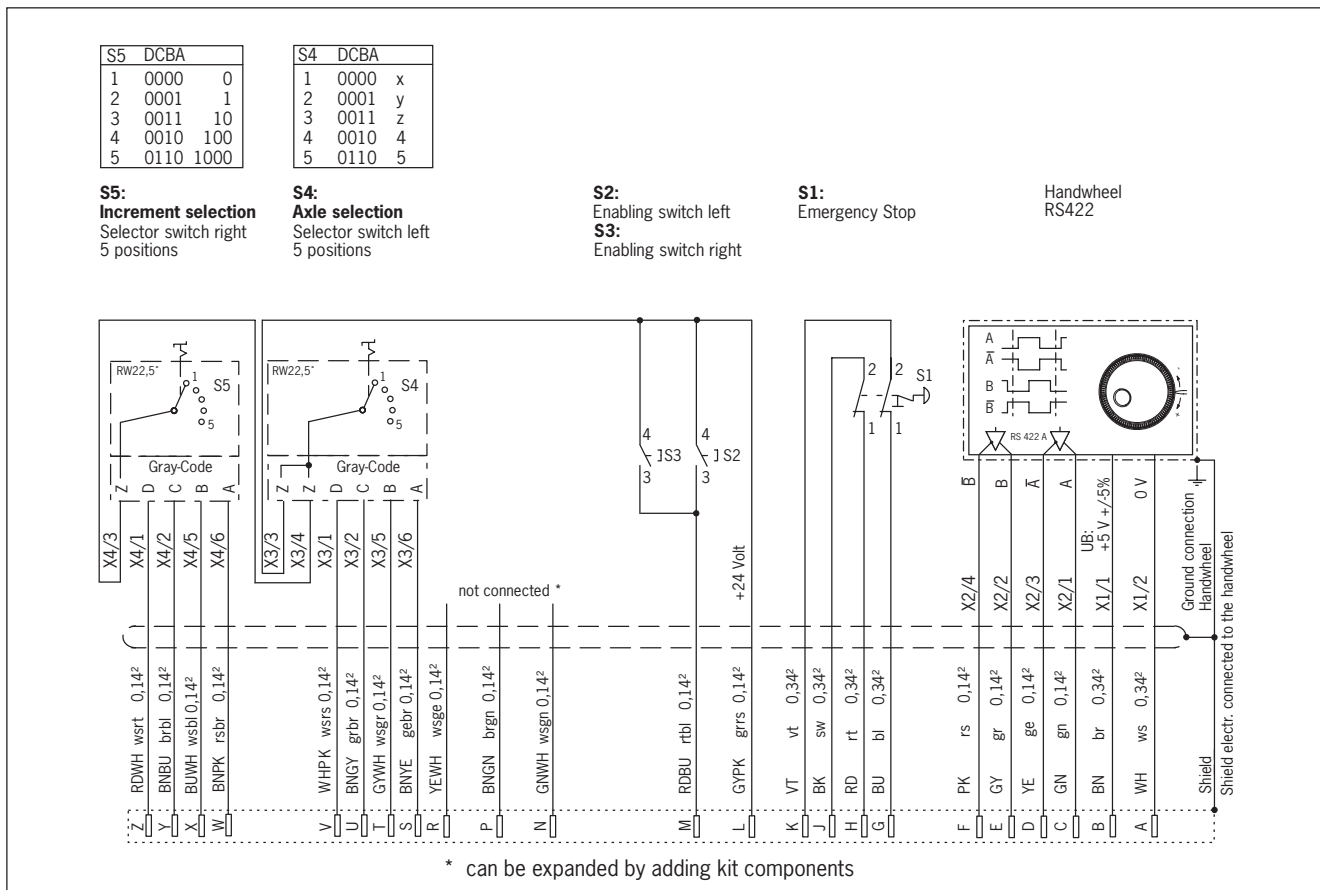 S5 DCBA
1 0000 0
2 0001 1
3 0011 10
4 0010 100
5 0110 1000
S4 DCBA
1 0000 x
2 0001 y
3 0011 z
4 0010 4
5 0110 5
S5:
Increment selection
Selector switch right
5 positions
S4:
Axle selection
Selector switch left
5 positions
S2:
Enabling switch left
S3:
Enabling switch right
S1:
Emergency Stop
Handwheel
RS422
RW22,5°
1
S5
5
Gray-Code
Z D C B A
X4/3 X4/1 X4/2 X4/5 X4/6
RW22,5°
1
S4
5
Gray-Code
Z Z D C B A
X3/3 X3/4 X3/1 X3/2 X3/5 X3/6
4
S3
3
4
S2
3
+24 Volt
2 2
S1
1 1
A
A̅
B
B̅
RS 422 A
- 
+
B̅ B A̅ A
UB:
+5 V +/-5%
0 V
X2/4 X2/2 X2/3 X2/1 X1/1 X1/2
Ground connection
Handwheel
Shield
Shield electr. connected to the handwheel
not connected *
RDWH wsrt 0,14²
BNBU brbl 0,14²
BUWH wsbl 0,14²
BNPK rsbr 0,14²
WHPK wsrs 0,14²
BNGY grbr 0,14²
GYWH wsgr 0,14²
BNYE gebr 0,14²
YEWH wsge 0,14²
BNGN brgn 0,14²
GNWH wsgn 0,14²
RDBU rtbl 0,14²
GYPK grrs 0,14²
VT vt 0,34²
BK sw 0,34²
RD rt 0,34²
BU bl 0,34²
PK rs 0,14²
GY gr 0,14²
YE ge 0,14²
GN gn 0,14²
BN br 0,34²
WH ws 0,34²
Z Y X W V U T S R P N M L K J H G F E D C B A
* can be expanded by adding kit components